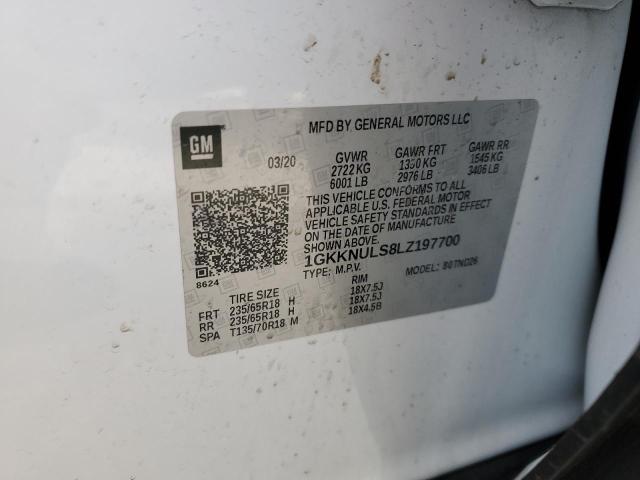 GM
MFD BY GENERAL MOTORS LLC
03/20 GVWR GAWR FRT GAWR RR
2722 KG 1350 KG 1545 KG
6001 LB 2976 LB 3406 LB
THIS VEHICLE CONFORMS TO ALL
APPLICABLE U.S. FEDERAL MOTOR
VEHICLE SAFETY STANDARDS IN EFFECT
ON THE DATE OF MANUFACTURE
SHOWN ABOVE.
1GKKNULS8LZ197700
TYPE: M.P.V. MODEL:
8624
TIRE SIZE RIM
FRT 235/65R18 H 18X7.5J
RR 235/65R18 H 18X7.5J
SPA T135/70R18 M 18X4.5B